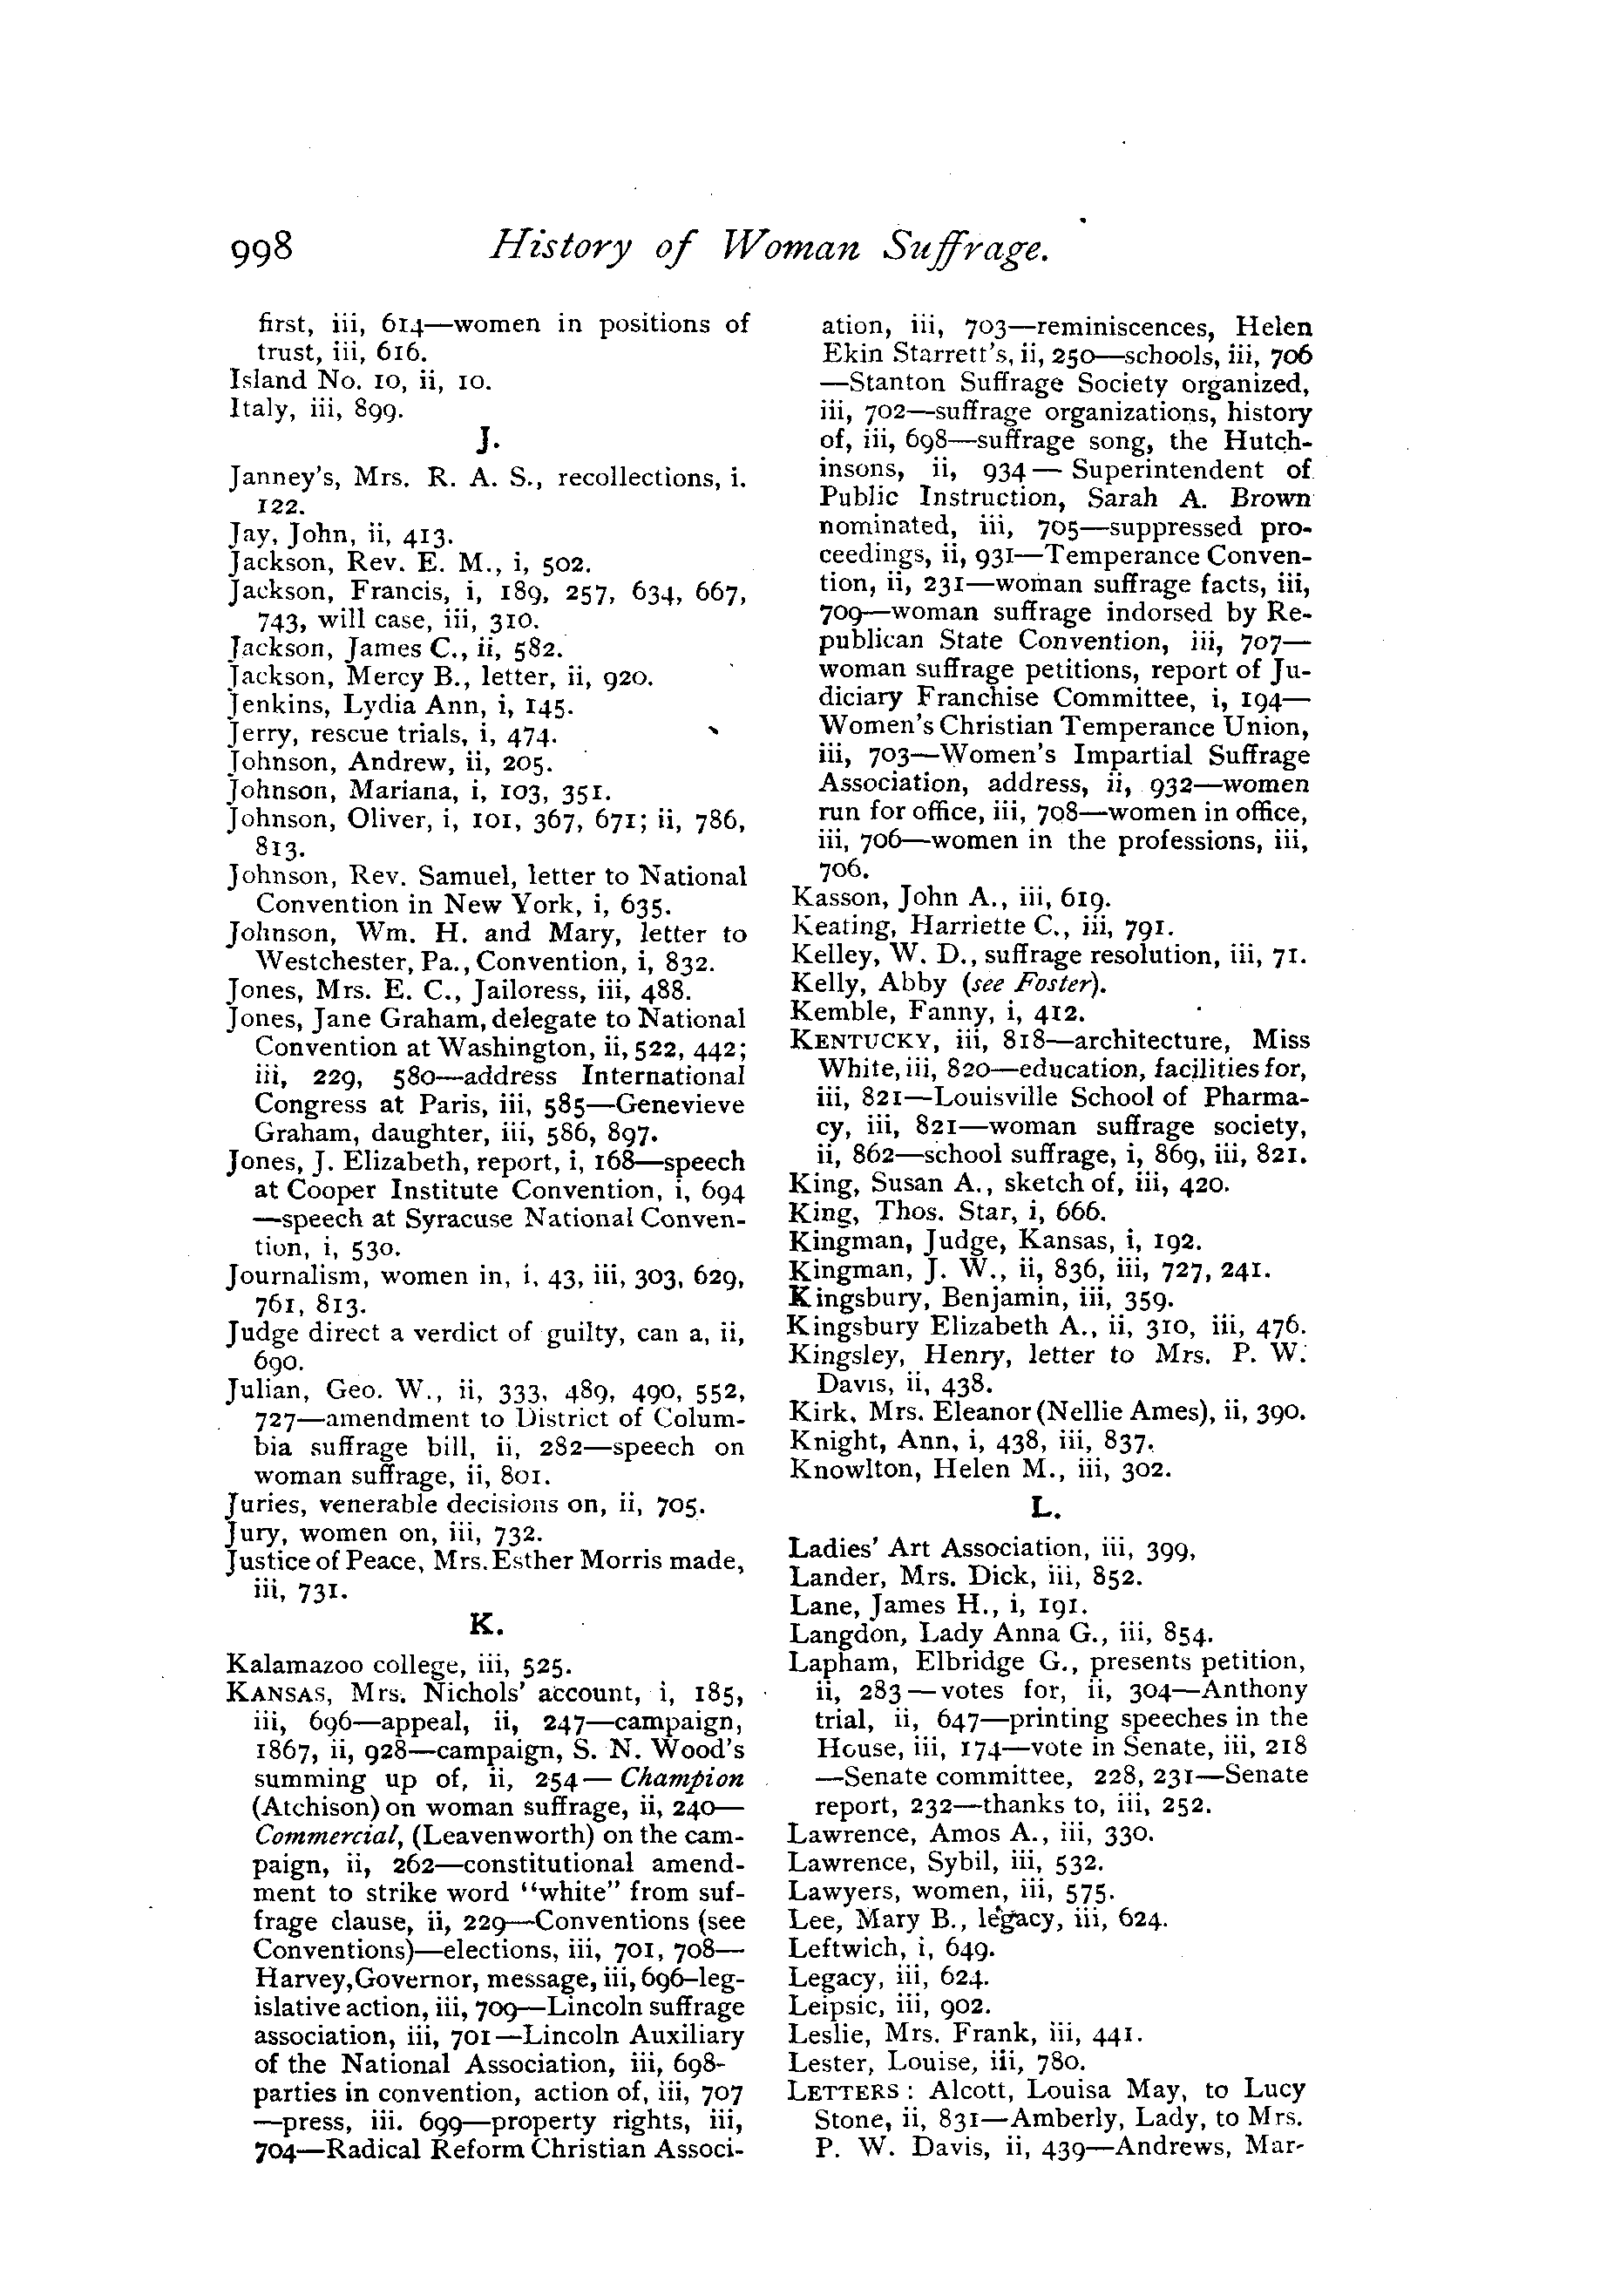 998 History of Woman Suffrage.
first, iii, 614—women in positions of
trust, iii, 616.
Island No. 10, ii, 10.
Italy, iii, 899.
J.
Janney's, Mrs. R. A. S., recollections, i.
122.
Jay, John, ii, 413.
Jackson, Rev. E. M., i, 502.
Jackson, Francis, i, 189, 257, 634, 667,
743, will case, iii, 310.
Jackson, James C., ii, 582.
Jackson, Mercy B., letter, ii, 920.
Jenkins, Lydia Ann, i, 145.
Jerry, rescue trials, i, 474.
Johnson, Andrew, ii, 205.
Johnson, Mariana, i, 103, 351.
Johnson, Oliver, i, 101, 367, 671; ii, 786,
813.
Johnson, Rev. Samuel, letter to National
Convention in New York, i, 635.
Johnson, Wm. H. and Mary, letter to
Westchester, Pa., Convention, i, 832.
Jones, Mrs. E. C., Jailoress, iii, 488.
Jones, Jane Graham, delegate to National
Convention at Washington, ii, 522, 442;
iii, 229, 580—address International
Congress at Paris, iii, 585—Genevieve
Graham, daughter, iii, 586, 897.
Jones, J. Elizabeth, report, i, 168—speech
at Cooper Institute Convention, i, 694
—speech at Syracuse National Conven-
tion, i, 530.
Journalism, women in, i, 43, iii, 303, 629,
761, 813.
Judge direct a verdict of guilty, can a, ii,
690.
Julian, Geo. W., ii, 333, 489, 490, 552,
727—amendment to District of Colum-
bia suffrage bill, ii, 282—speech on
woman suffrage, ii, 801.
Juries, venerable decisions on, ii, 705.
Jury, women on, iii, 732.
Justice of Peace, Mrs. Esther Morris made,
iii, 731.
K.
Kalamazoo college, iii, 525.
KANSAS, Mrs. Nichols' account, i, 185,
iii, 696—appeal, ii, 247—campaign,
1867, ii, 928—campaign, S. N. Wood's
summing up of, ii, 254—Champion
(Atchison) on woman suffrage, ii, 240—
Commercial, (Leavenworth) on the cam-
paign, ii, 262—constitutional amend-
ment to strike word "white" from suf-
frage clause, ii, 229—Conventions (see
Conventions)—elections, iii, 701, 708—
Harvey, Governor, message, iii, 696–leg-
islative action, iii, 709—Lincoln suffrage
association, iii, 701—Lincoln Auxiliary
of the National Association, iii, 698-
parties in convention, action of, iii, 707
—press, iii. 699—property rights, iii,
704—Radical Reform Christian Associ-
ation, iii, 703—reminiscences, Helen
Ekin Starrett's, ii, 250—schools, iii, 706
—Stanton Suffrage Society organized,
iii, 702—suffrage organizations, history
of, iii, 698—suffrage song, the Hutch-
insons, ii, 934—Superintendent of
Public Instruction, Sarah A. Brown
nominated, iii, 705—suppressed pro-
ceedings, ii, 931—Temperance Conven-
tion, ii, 231—woman suffrage facts, iii,
709—woman suffrage indorsed by Re-
publican State Convention, iii, 707—
woman suffrage petitions, report of Ju-
diciary Franchise Committee, i, 194—
Women's Christian Temperance Union,
iii, 703—Women's Impartial Suffrage
Association, address, ii, 932—women
run for office, iii, 708—women in office,
iii, 706—women in the professions, iii,
706.
Kasson, John A., iii, 619.
Keating, Harriette C., iii, 791.
Kelley, W. D., suffrage resolution, iii, 71.
Kelly, Abby (see Foster).
Kemble, Fanny, i, 412.
KENTUCKY, iii, 818—architecture, Miss
White, iii, 820—education, facilities for,
iii, 821—Louisville School of Pharma-
cy, iii, 821—woman suffrage society,
ii, 862—school suffrage, i, 869, iii, 821.
King, Susan A., sketch of, iii, 420.
King, Thos. Star, i, 666.
Kingman, Judge, Kansas, i, 192.
Kingman, J. W., ii, 836, iii, 727, 241.
Kingsbury, Benjamin, iii, 359.
Kingsbury Elizabeth A., ii, 310, iii, 476.
Kingsley, Henry, letter to Mrs. P. W.
Davis, ii, 438.
Kirk, Mrs. Eleanor (Nellie Ames), ii, 390.
Knight, Ann, i, 438, iii, 837.
Knowlton, Helen M., iii, 302.
L.
Ladies' Art Association, iii, 399,
Lander, Mrs. Dick, iii, 852.
Lane, James H., i, 191.
Langdon, Lady Anna G., iii, 854.
Lapham, Elbridge G., presents petition,
ii, 283—votes for, ii, 304—Anthony
trial, ii, 647—printing speeches in the
House, iii, 174—vote in Senate, iii, 218
—Senate committee, 228, 231—Senate
report, 232—thanks to, iii, 252.
Lawrence, Amos A., iii, 330.
Lawrence, Sybil, iii, 532.
Lawyers, women, iii, 575.
Lee, Mary B., legacy, iii, 624.
Leftwich, i, 649.
Legacy, iii, 624.
Leipsic, iii, 902.
Leslie, Mrs. Frank, iii, 441.
Lester, Louise, iii, 780.
LETTERS: Alcott, Louisa May, to Lucy
Stone, ii, 831—Amberly, Lady, to Mrs.
P. W. Davis, ii, 439—Andrews, Mar-